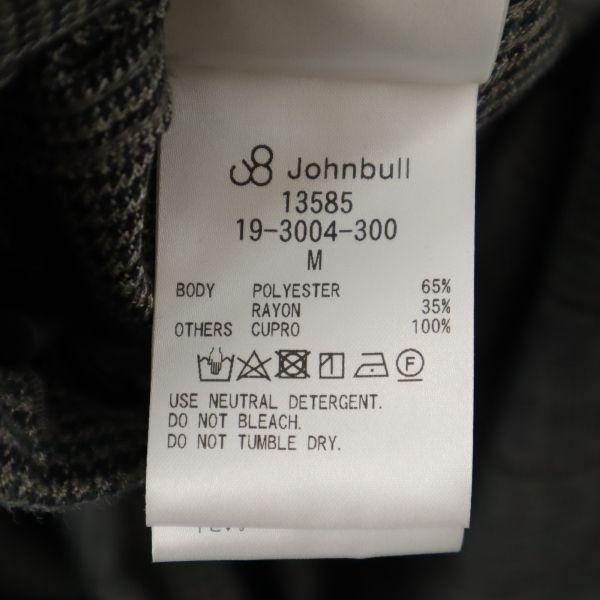 Johnbull
13585
19-3004-300
M
BODY POLYESTER 65%
RAYON 35%
OTHERS CUPRO 100%
F
USE NEUTRAL DETERGENT.
DO NOT BLEACH.
DO NOT TUMBLE DRY.